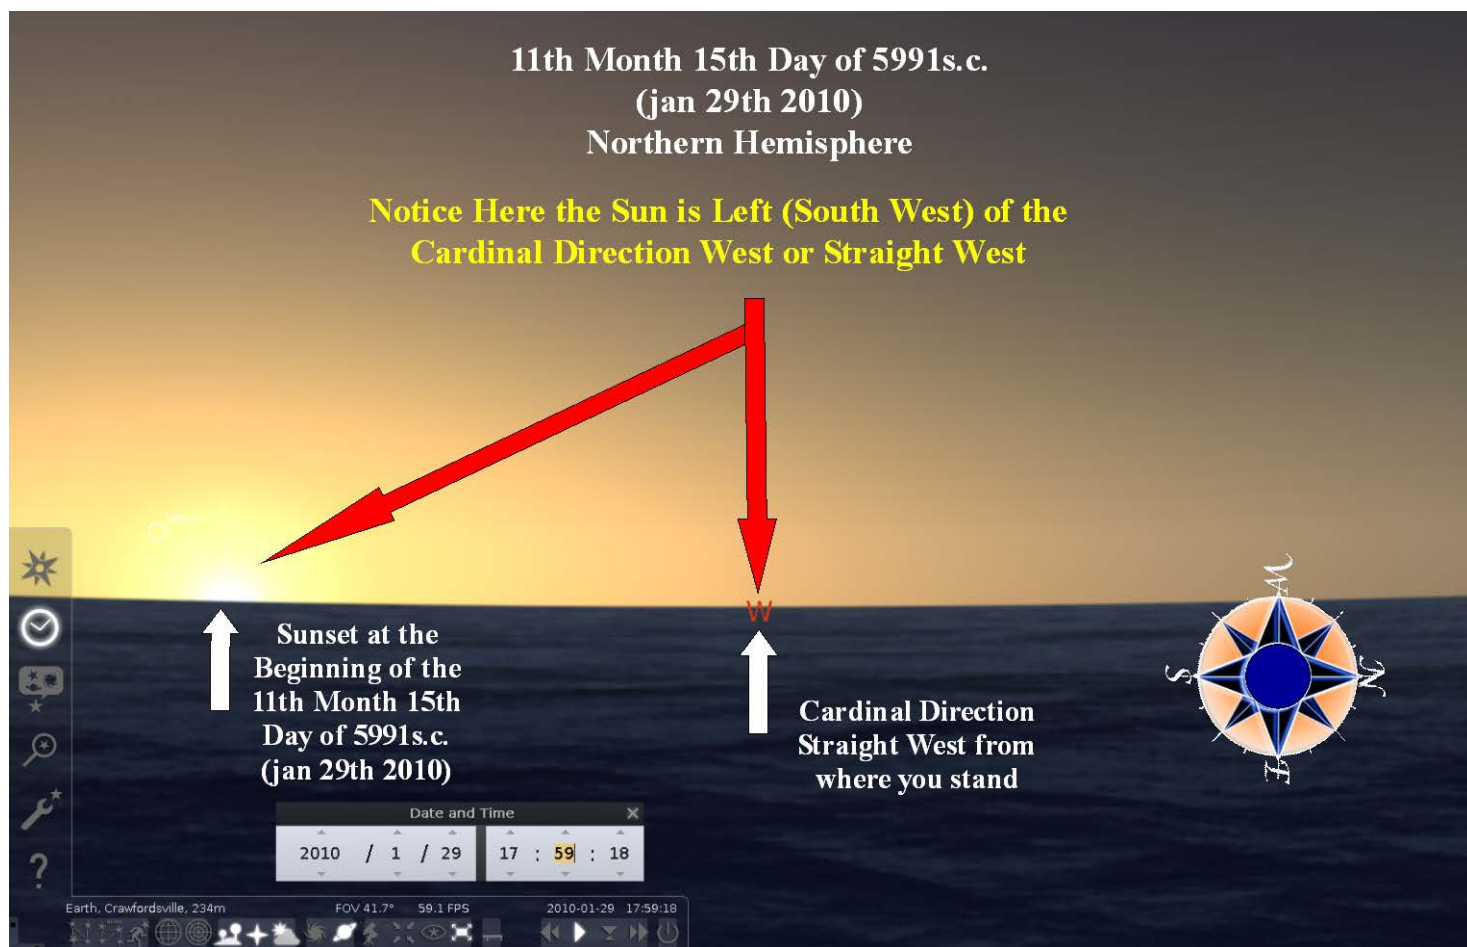 11th Month 15th Day of 5991s.c.
(jan 29th 2010)
Northern Hemisphere
Notice Here the Sun is Left (South West) of the
Cardinal Direction West or Straight West
W
Sunset at the
Beginning of the
11th Month 15th
Day of 5991s.c.
(jan 29th 2010)
Cardinal Direction
Straight West from
where you stand
W
S
N
E
Date and Time
2010 / 1 / 29 17 : 59 : 18
Earth, Crawfordsville, 234m FOV 41.7° 59.1 FPS 2010-01-29 17:59:18